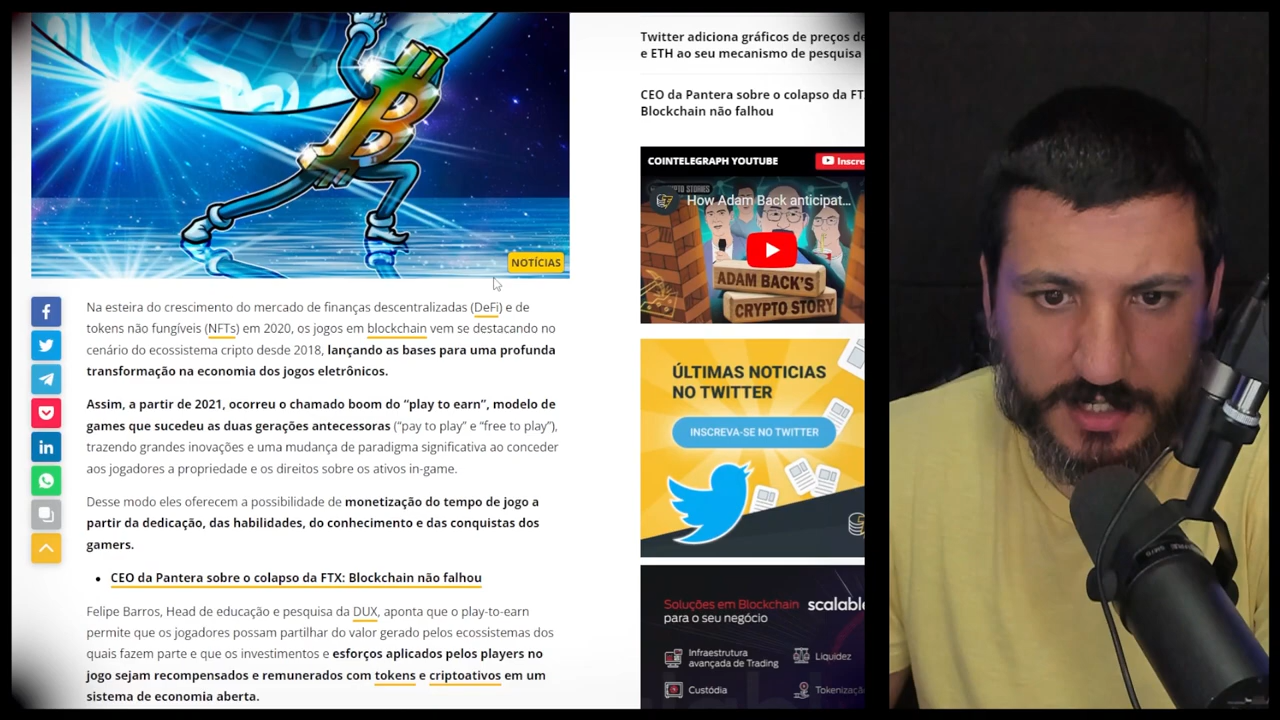 NOTÍCIAS
Na esteira do crescimento do mercado de finanças descentralizadas (DeFi) e de
tokens não fungíveis (NFTs) em 2020, os jogos em blockchain vem se destacando no
cenário do ecossistema cripto desde 2018, lançando as bases para uma profunda
transformação na economia dos jogos eletrônicos.
Assim, a partir de 2021, ocorreu o chamado boom do “play to earn”, modelo de
games que sucedeu as duas gerações antecessoras (“pay to play” e “free to play”),
trazendo grandes inovações e uma mudança de paradigma significativa ao conceder
aos jogadores a propriedade e os direitos sobre os ativos in-game.
Desse modo eles oferecem a possibilidade de monetização do tempo de jogo a
partir da dedicação, das habilidades, do conhecimento e das conquistas dos
gamers.
• CEO da Pantera sobre o colapso da FTX: Blockchain não falhou
Felipe Barros, Head de educação e pesquisa da DUX, aponta que o play-to-earn
permite que os jogadores possam partilhar do valor gerado pelos ecossistemas dos
quais fazem parte e que os investimentos e esforços aplicados pelos players no
jogo sejam recompensados e remunerados com tokens e criptoativos em um
sistema de economia aberta.
Twitter adiciona gráficos de preços de
e ETH ao seu mecanismo de pesquisa
CEO da Pantera sobre o colapso da FT
Blockchain não falhou
COINTELEGRAPH YOUTUBE
Inscre
How Adam Back anticipat...
ADAM BACK'S
CRYPTO STORY
ÚLTIMAS NOTICIAS
NO TWITTER
INSCREVA-SE NO TWITTER
Soluções em Blockchain
para o seu negócio
scalable
Infraestrutura
avançada de Trading
Liquidez
Custódia
Tokenizaçã